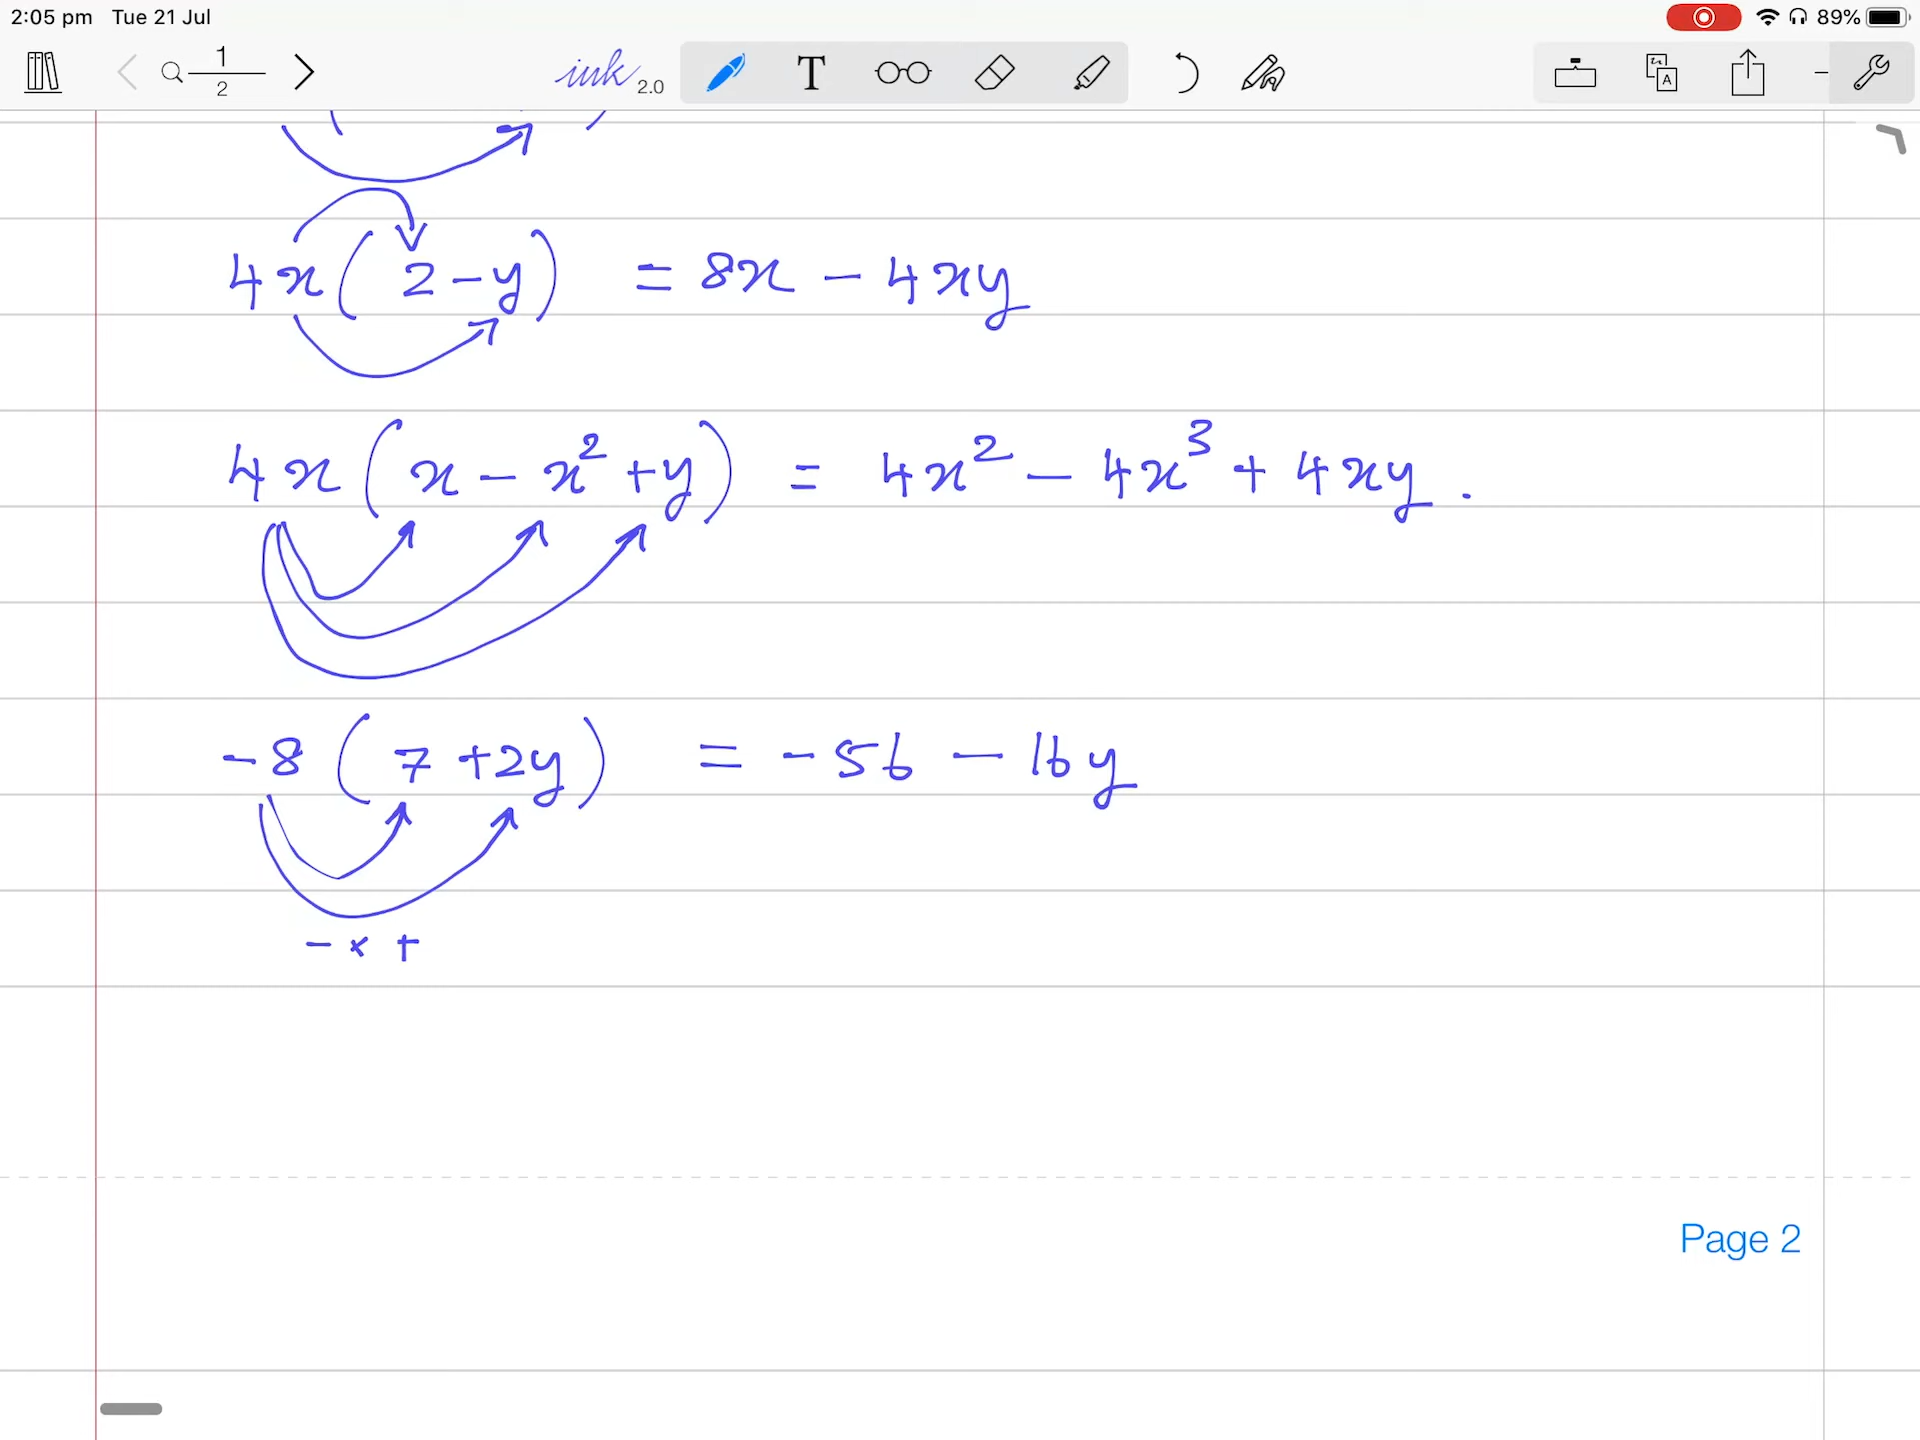 2:05 pm Tue 21 Jul 89%
1
2
ink 2.0 T
4x(2-y) = 8x - 4xy
4x(x - x² + y) = 4x² - 4x³ + 4xy.
-8(7 + 2y) = -56 - 16y
- × +
Page 2